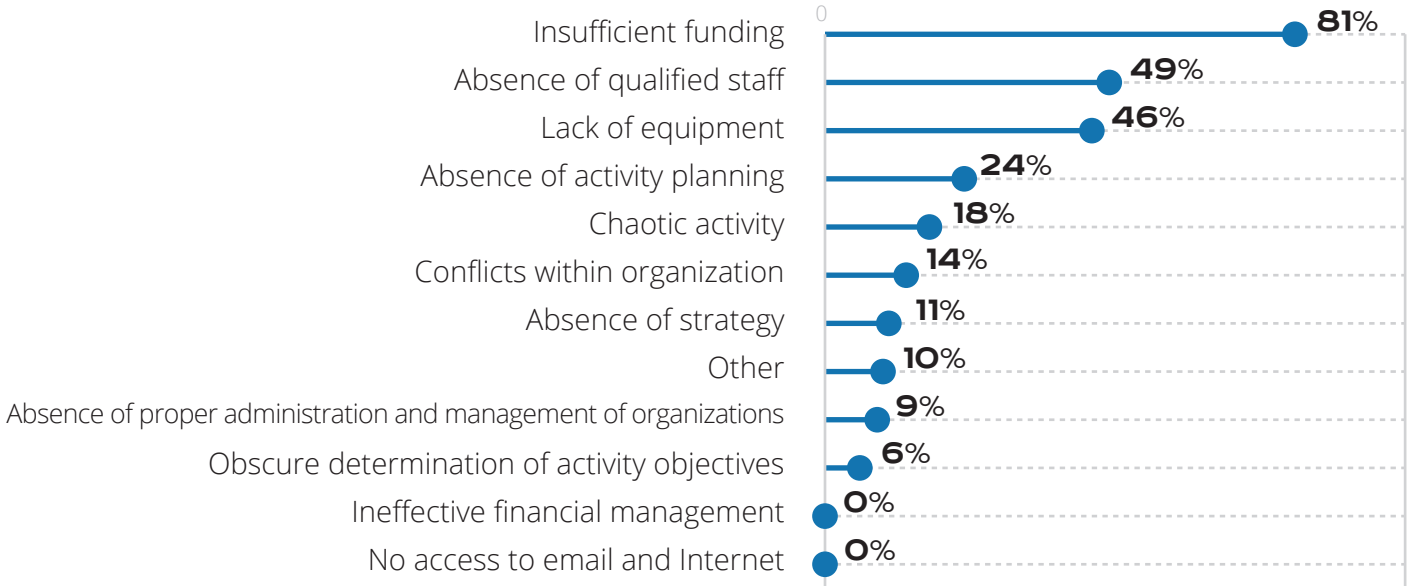 0
Insufficient funding 81%
Absence of qualified staff 49%
Lack of equipment 46%
Absence of activity planning 24%
Chaotic activity 18%
Conflicts within organization 14%
Absence of strategy 11%
Other 10%
Absence of proper administration and management of organizations 9%
Obscure determination of activity objectives 6%
Ineffective financial management 0%
No access to email and Internet 0%